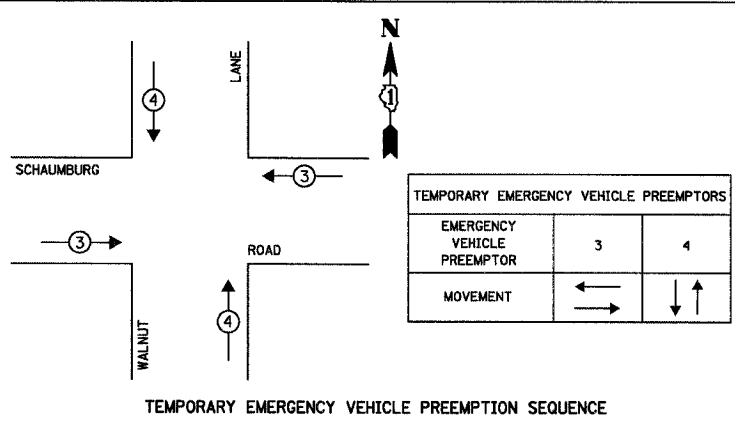 N
LANE
4
1
SCHAUMBURG
3
TEMPORARY EMERGENCY VEHICLE PREEMPTORS
EMERGENCY
VEHICLE
PREEMPTOR
3
4
MOVEMENT
3
ROAD
4
WALNUT
TEMPORARY EMERGENCY VEHICLE PREEMPTION SEQUENCE